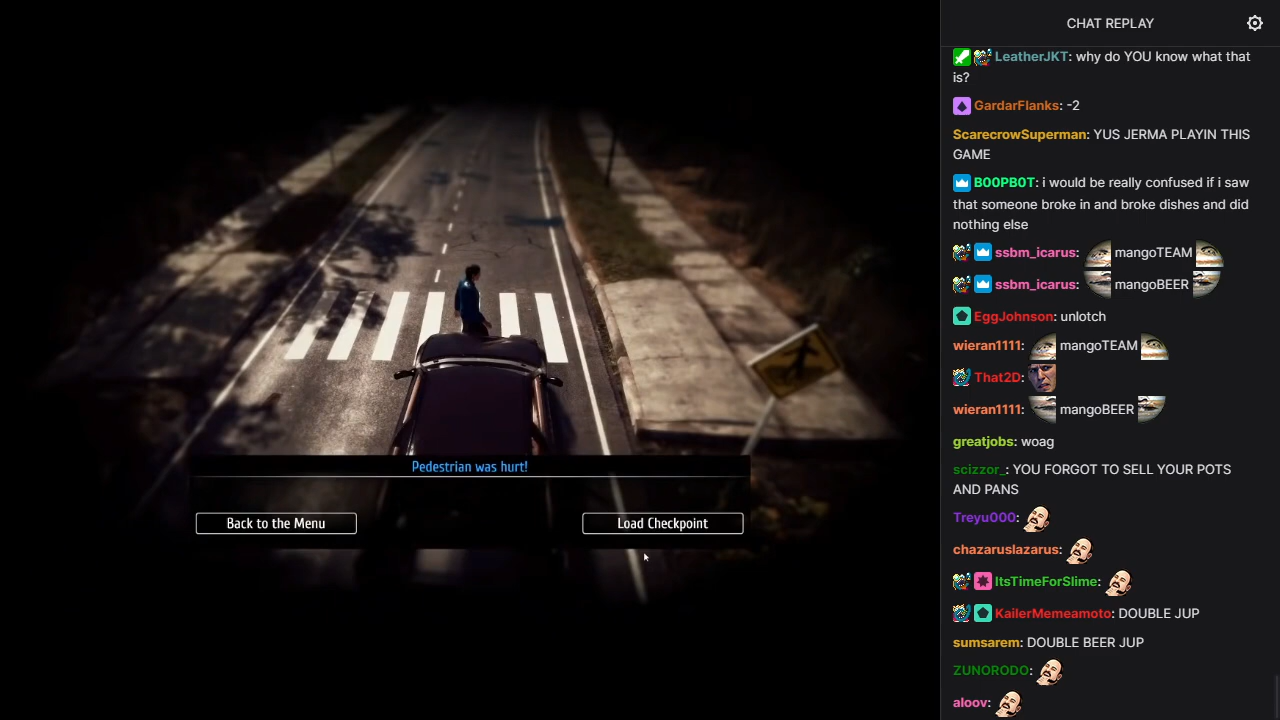 CHAT REPLAY
LeatherJKT: why do YOU know what that
is?
GardarFlanks: -2
ScarecrowSuperman: YUS JERMA PLAYIN THIS
GAME
B00PB0T: i would be really confused if i saw
that someone broke in and broke dishes and did
nothing else
ssbm_icarus: mangoTEAM
ssbm_icarus: mangoBEER
EggJohnson: unlotch
wieran1111: mangoTEAM
That2D:
wieran1111: mangoBEER
greatjobs: woag
scizzor_: YOU FORGOT TO SELL YOUR POTS
AND PANS
Treyu000:
chazaruslazarus:
ItsTimeForSlime:
KailerMemeamoto: DOUBLE JUP
sumsarem: DOUBLE BEER JUP
ZUNORODO:
aloov:
Pedestrian was hurt!
Back to the Menu
Load Checkpoint